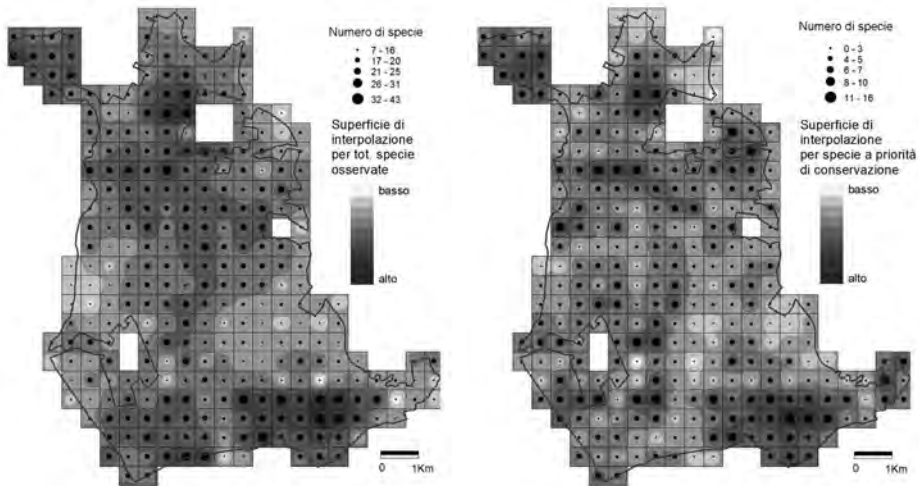 Numero di specie
7 - 16
17 - 20
21 - 25
26 - 31
32 - 43
Superficie di
interpolazione
per tot. specie
osservate
basso
alto
0 1Km
Numero di specie
0 - 3
4 - 5
6 - 7
8 - 10
11 - 16
Superficie di
interpolazione
per specie a priorità
di conservazione
basso
alto
0 1Km